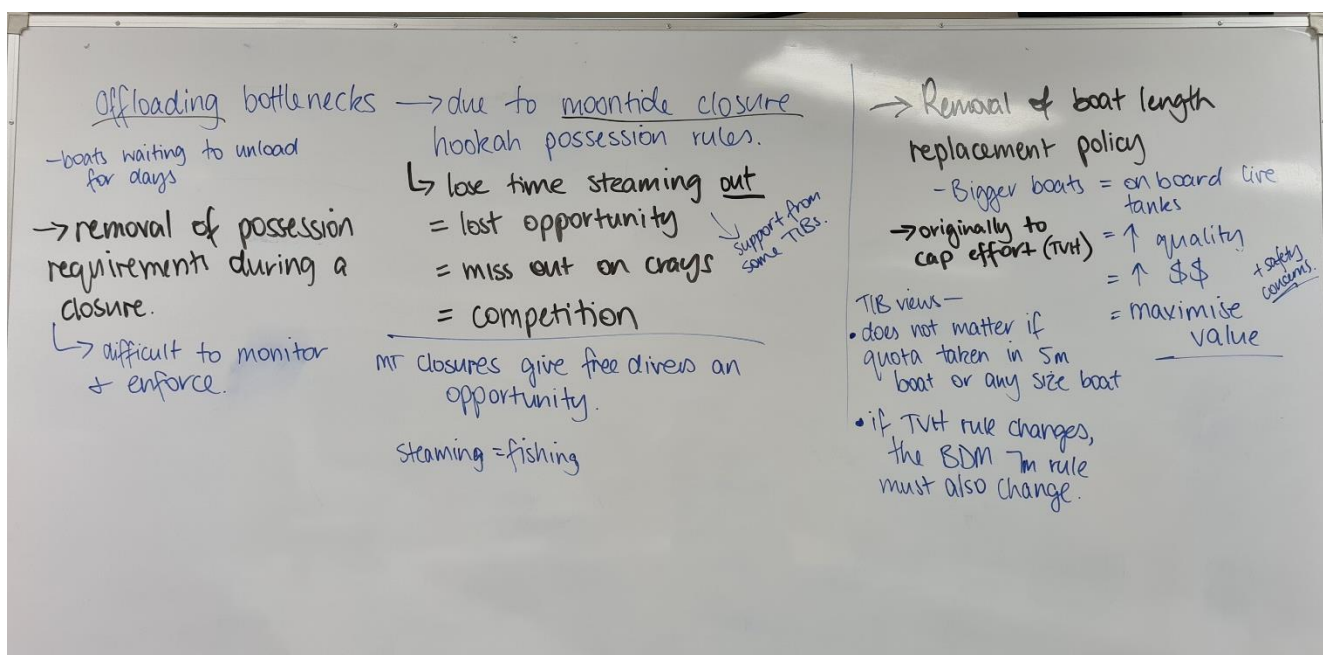 Offloading bottlenecks
-boats waiting to unload
for days
→removal of possession
requirements during a
closure.
↳ difficult to monitor
+ enforce.
→due to moontide closure
hookah possession rules.
↳ lose time steaming out
= lost opportunity
= miss out on crays
= competition
support from
some TIBs.
MT closures give free divers an
opportunity.
steaming = fishing
→ Removal of boat length
replacement policy
- Bigger boats = on board live
tanks
→originally to
cap effort (TVH)
= ↑ quality
= ↑ $$
= maximise
value
+ safety
concerns.
TIB views—
• does not matter if
quota taken in 5m
boat or any size boat
• if TVH rule changes,
the BDM 7m rule
must also change.